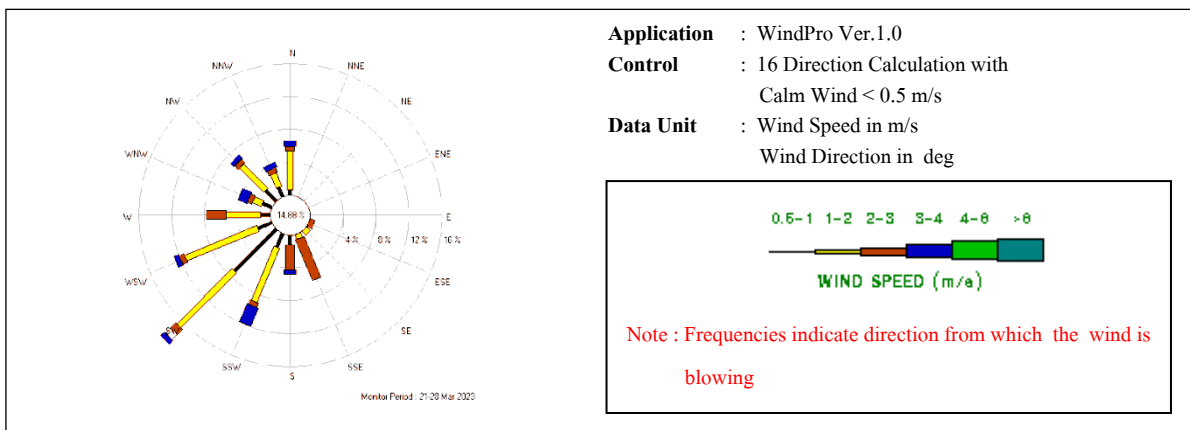 N
NNW
NNE
NW
NE
WNW
ENE
W
14.88 %
E
4 %
8 %
12 %
16 %
WSW
ESE
SW
SE
SSW
SSE
S
Monitor Period : 21-28 Mar 2023
Application : WindPro Ver.1.0
Control : 16 Direction Calculation with
Calm Wind < 0.5 m/s
Data Unit : Wind Speed in m/s
Wind Direction in deg
0.5-1 1-2 2-3 3-4 4-6 >6
WIND SPEED (m/s)
Note : Frequencies indicate direction from which the wind is
blowing